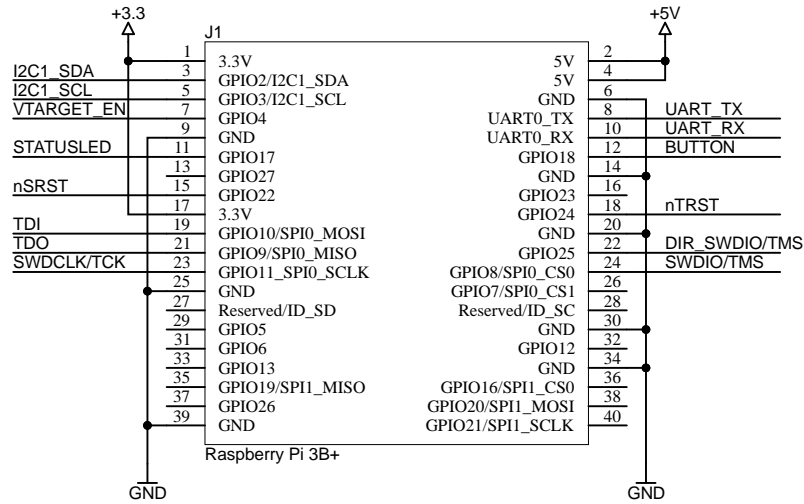 +3.3
+5V
J1
1 3.3V 5V 2
I2C1_SDA 3 GPIO2/I2C1_SDA 5V 4
I2C1_SCL 5 GPIO3/I2C1_SCL GND 6
VTARGET_EN 7 GPIO4 UART0_TX 8 UART_TX
9 GND UART0_RX 10 UART_RX
STATUSLED 11 GPIO17 GPIO18 12 BUTTON
13 GPIO27 GND 14
nSRST 15 GPIO22 GPIO23 16
17 3.3V GPIO24 18 nTRST
TDI 19 GPIO10/SPI0_MOSI GND 20
TDO 21 GPIO9/SPI0_MISO GPIO25 22 DIR_SWDIO/TMS
SWDCLK/TCK 23 GPIO11_SPI0_SCLK GPIO8/SPI0_CS0 24 SWDIO/TMS
25 GND GPIO7/SPI0_CS1 26
27 Reserved/ID_SD Reserved/ID_SC 28
29 GPIO5 GND 30
31 GPIO6 GPIO12 32
33 GPIO13 GND 34
35 GPIO19/SPI1_MISO GPIO16/SPI1_CS0 36
37 GPIO26 GPIO20/SPI1_MOSI 38
39 GND GPIO21/SPI1_SCLK 40
Raspberry Pi 3B+
GND GND